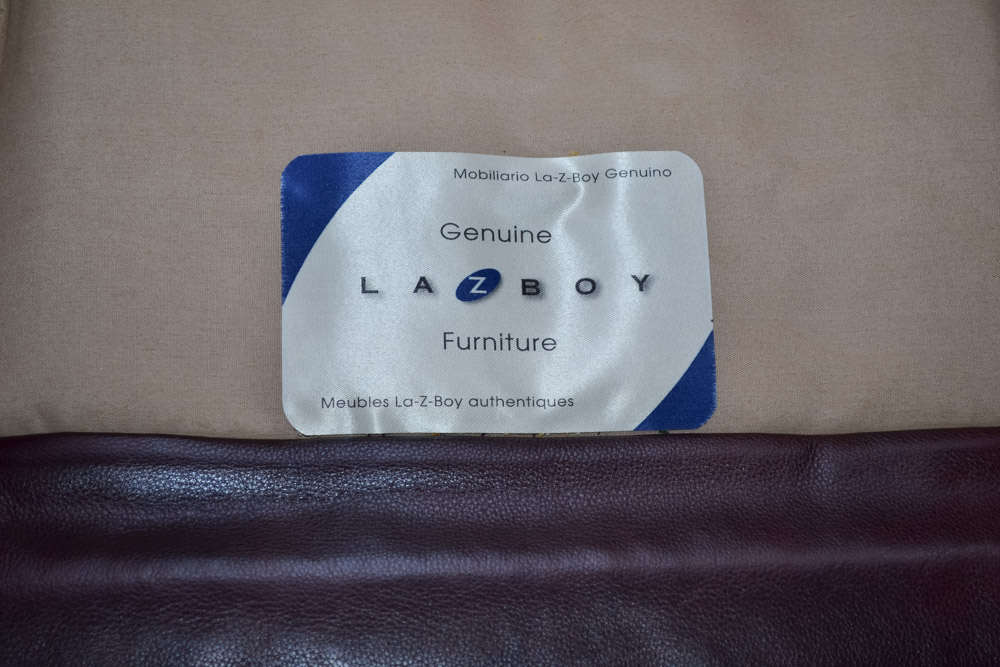 Mobiliario La-Z-Boy Genuino
Genuine
LAZBOY
Furniture
Meubles La-Z-Boy authentiques